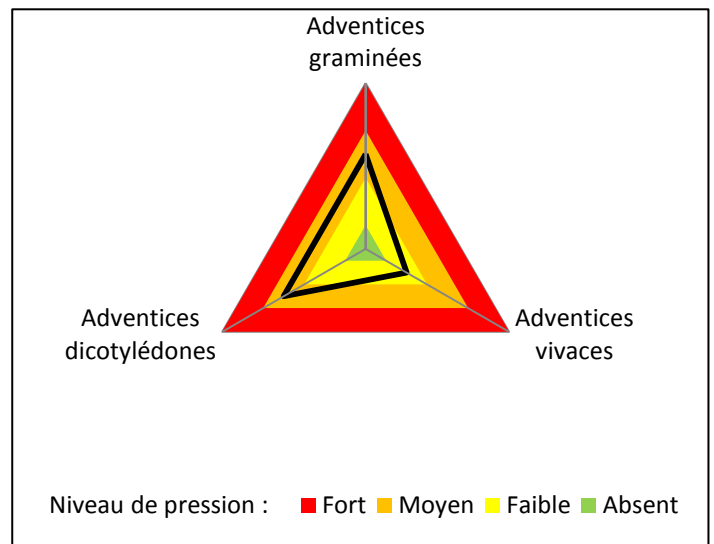 Adventices
graminées
Adventices
dicotylédones
Adventices
vivaces
Niveau de pression : Fort Moyen Faible Absent